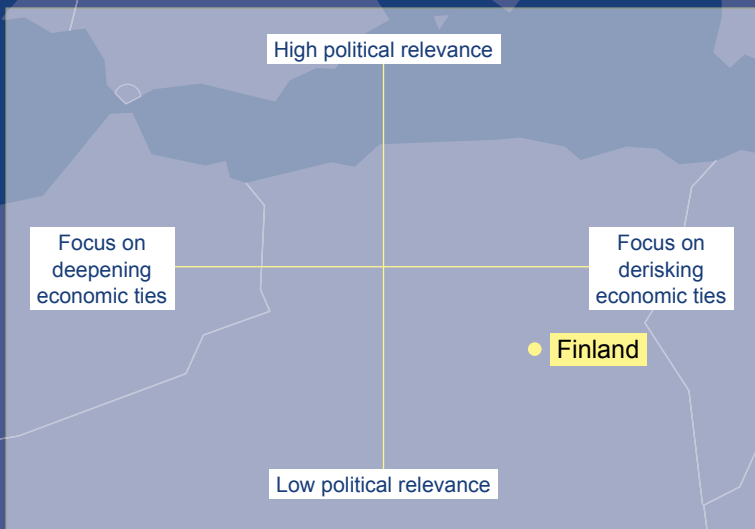 High political relevance
Focus on
deepening
economic ties
Focus on
derisking
economic ties
Finland
Low political relevance